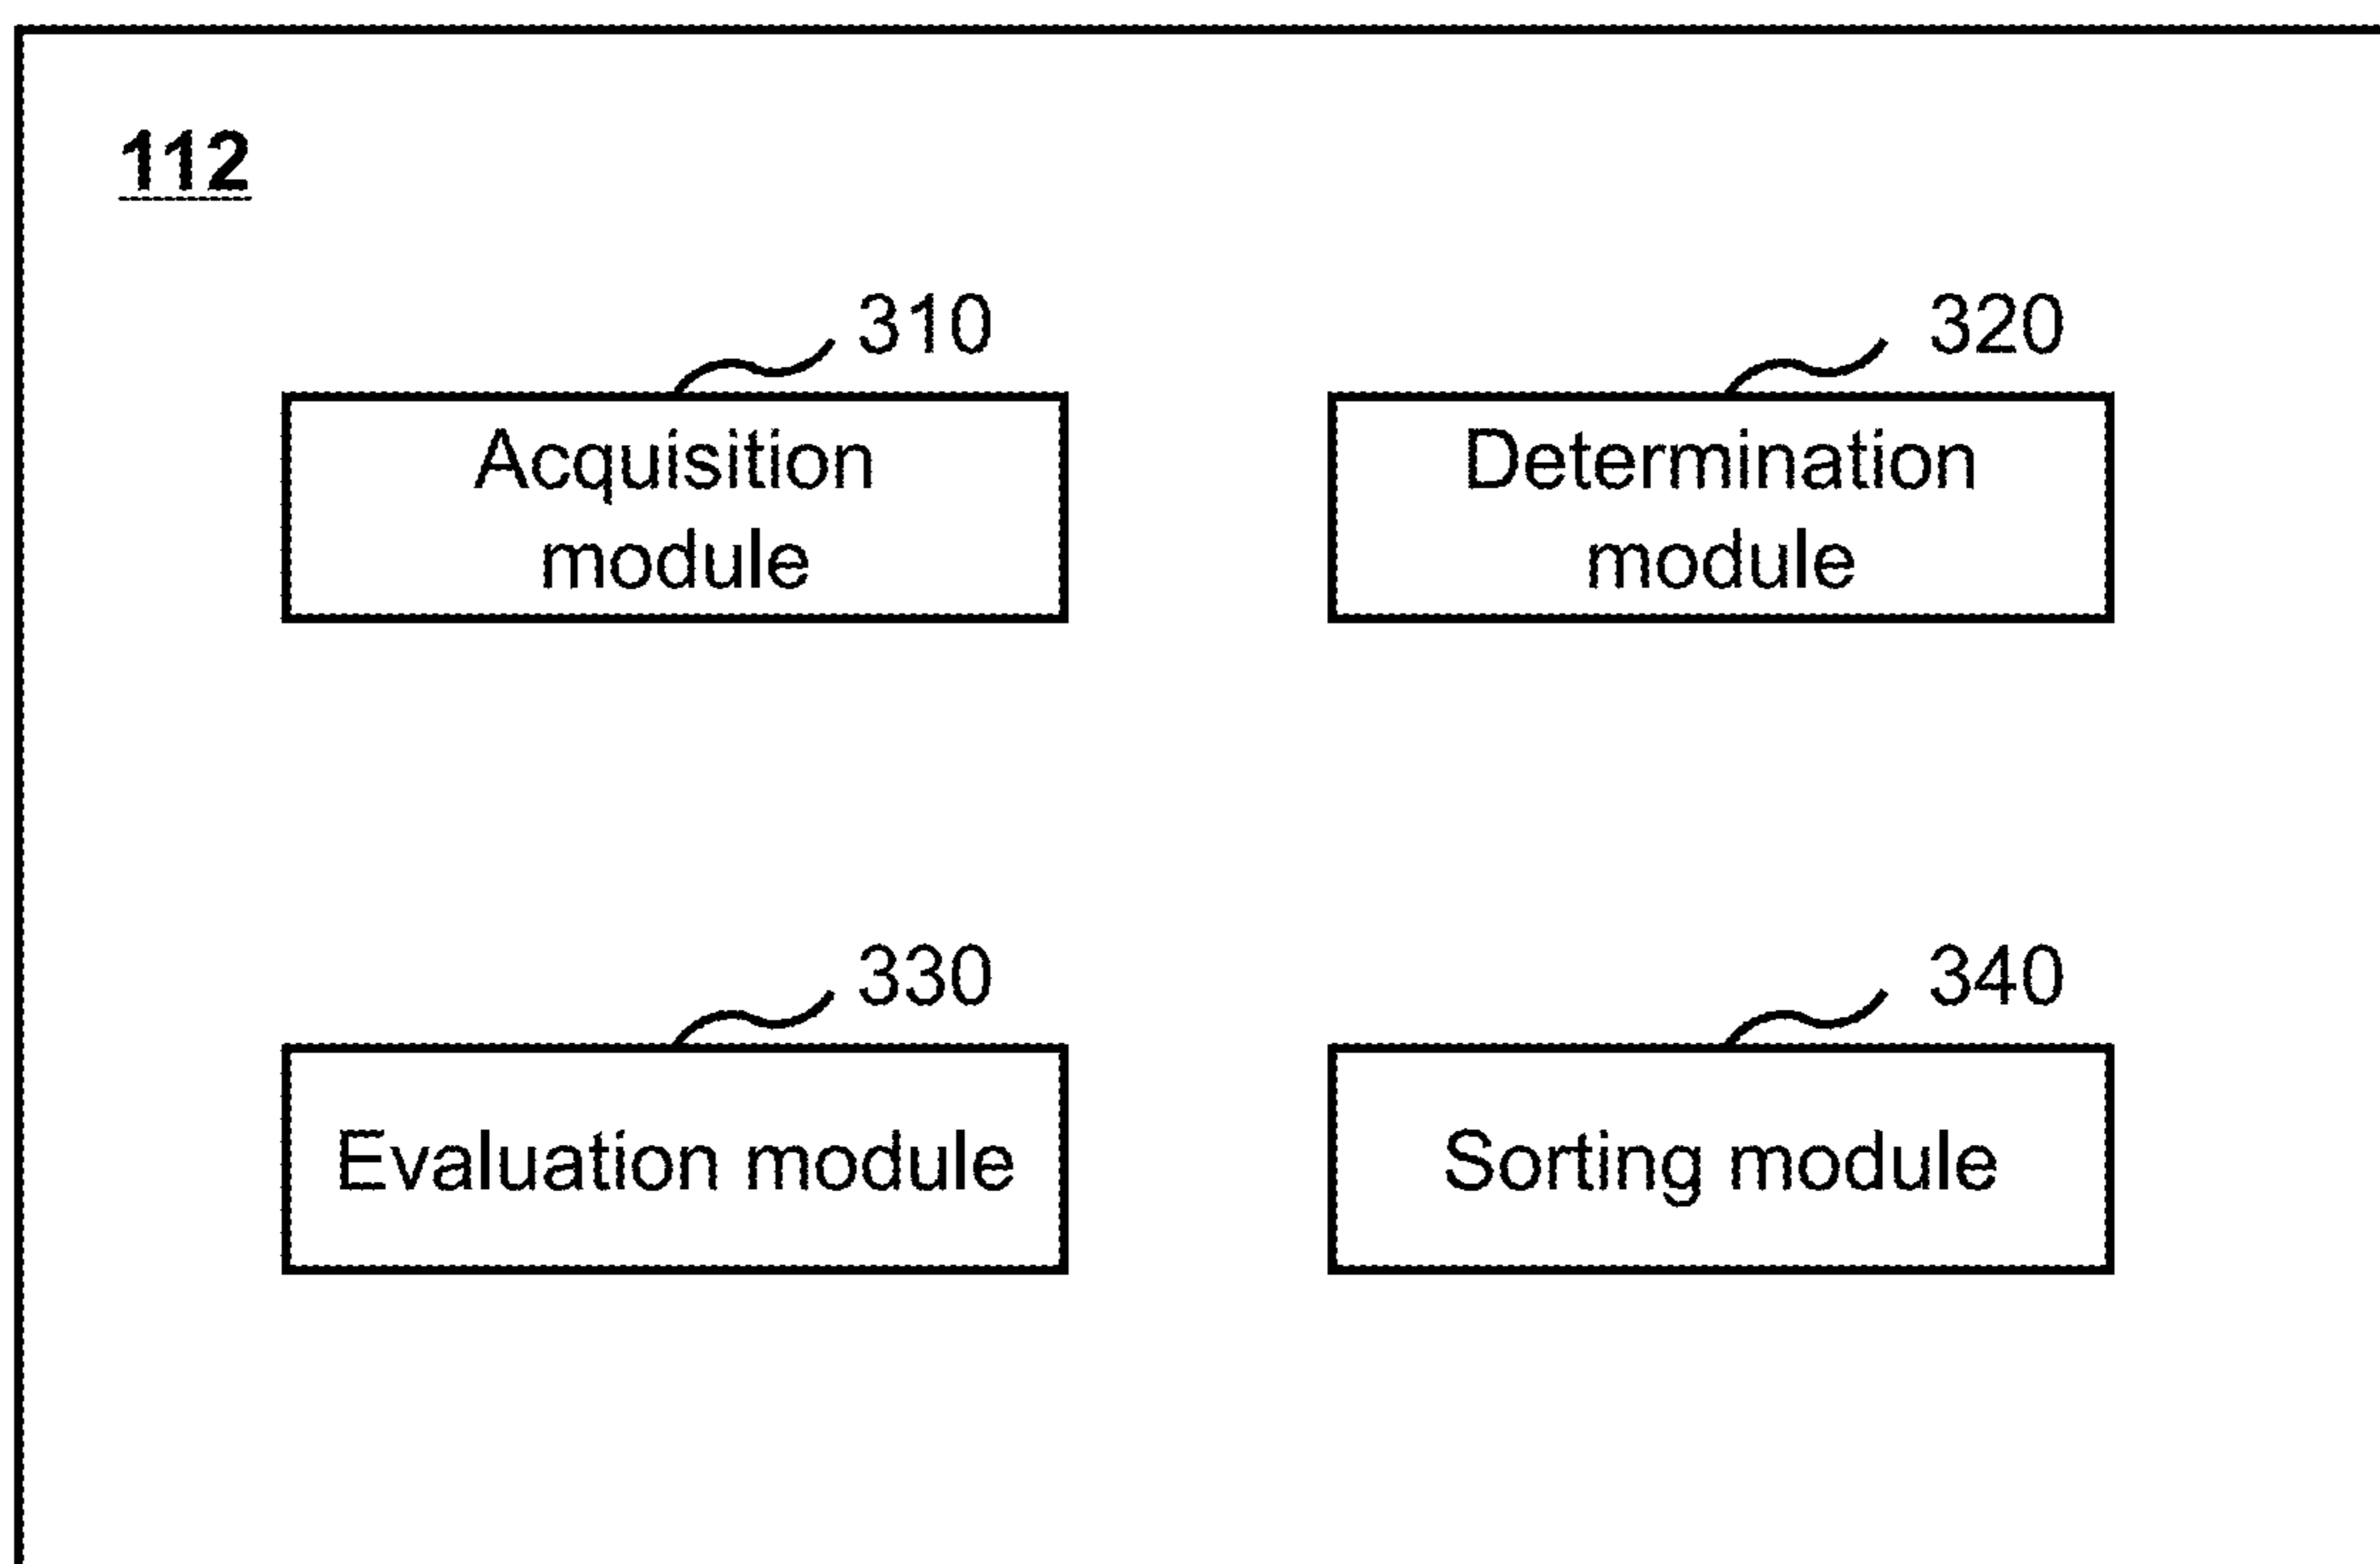 112
310
320
Acquisition
module
Determination
module
330
340
Evaluation module
Sorting module